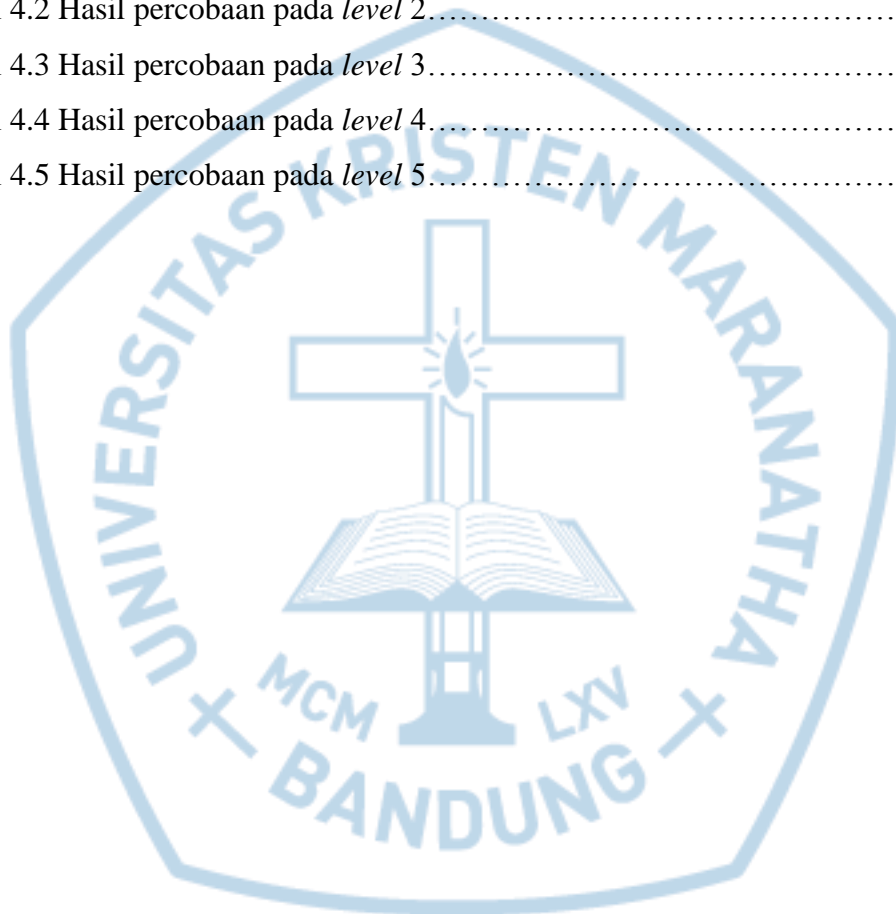 4.2 Hasil percobaan pada level 2……………………………………
4.3 Hasil percobaan pada level 3……………………………………
4.4 Hasil percobaan pada level 4……………………………………
4.5 Hasil percobaan pada level 5……………………………………
UNIVERSITAS KRISTEN MARANATHA
MCM LXV
BANDUNG